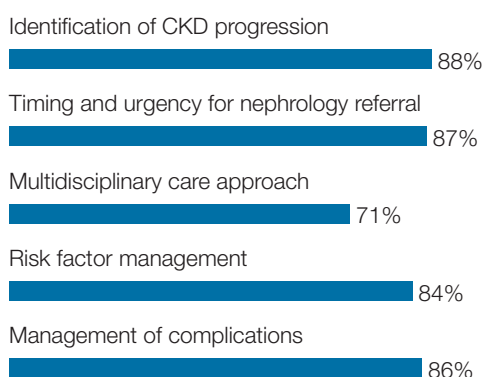 Identification of CKD progression
88%
Timing and urgency for nephrology referral
87%
Multidisciplinary care approach
71%
Risk factor management
84%
Management of complications
86%